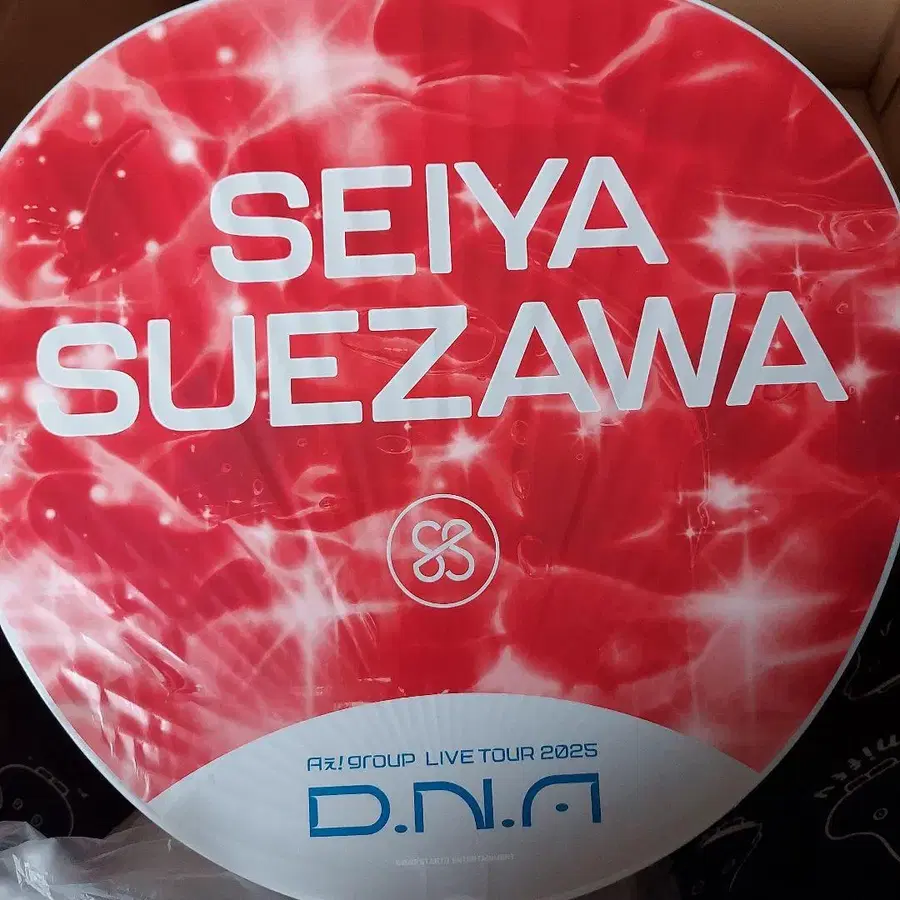 SEIYA
SUEZAWA
Aぇ! group LIVE TOUR 2025
D.N.A